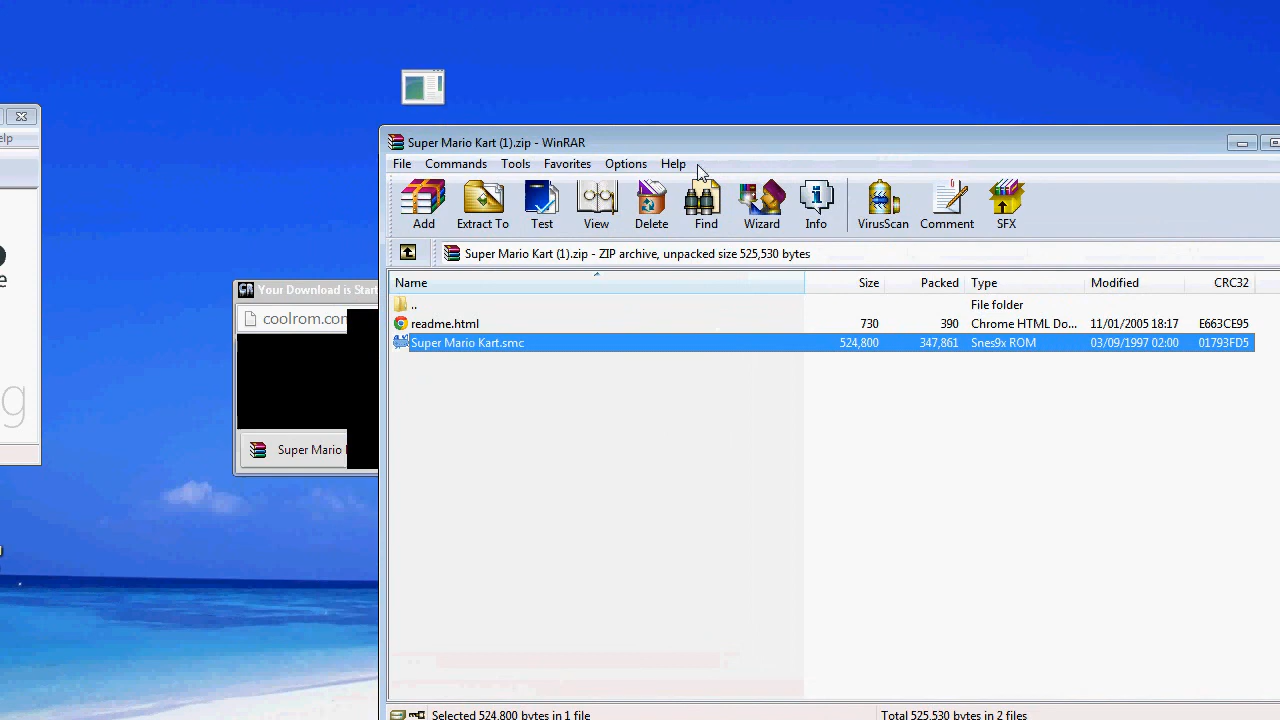 Super Mario Kart (1).zip - WinRAR
File Commands Tools Favorites Options Help
Add Extract To Test View Delete Find Wizard Info VirusScan Comment SFX
Super Mario Kart (1).zip - ZIP archive, unpacked size 525,530 bytes
Name Size Packed Type Modified CRC32
.. File folder
readme.html 730 390 Chrome HTML Do... 11/01/2005 18:17 E663CE95
Super Mario Kart.smc 524,800 347,861 Snes9x ROM 03/09/1997 02:00 01793FD5
Selected 524,800 bytes in 1 file Total 525,530 bytes in 2 files
Your Download is Start
coolrom.com
Super Mario
elp
e
g